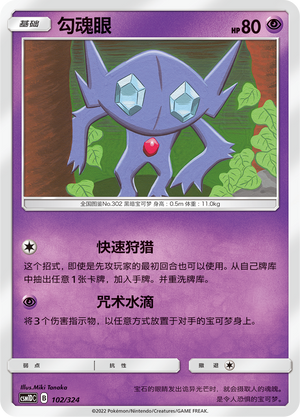 基础 勾魂眼 HP 80
全国图鉴No.302 黑暗宝可梦 身高：0.5m 体重：11.0kg
快速狩猎
这个招式，即使是先攻玩家的最初回合也可以使用。从自己牌库
中抽出任意1张卡牌，加入手牌。并重洗牌库。
咒术水滴
将3个伤害指示物，以任意方式放置于对手的宝可梦身上。
弱点 抗性 撤退
Illus. Miki Tanaka
CSM1DC B 102/324
宝石的眼睛发出诡异光芒时，就会摄取人的魂魄。
是令人恐惧的宝可梦。
©2022 Pokémon/Nintendo/Creatures/GAME FREAK.